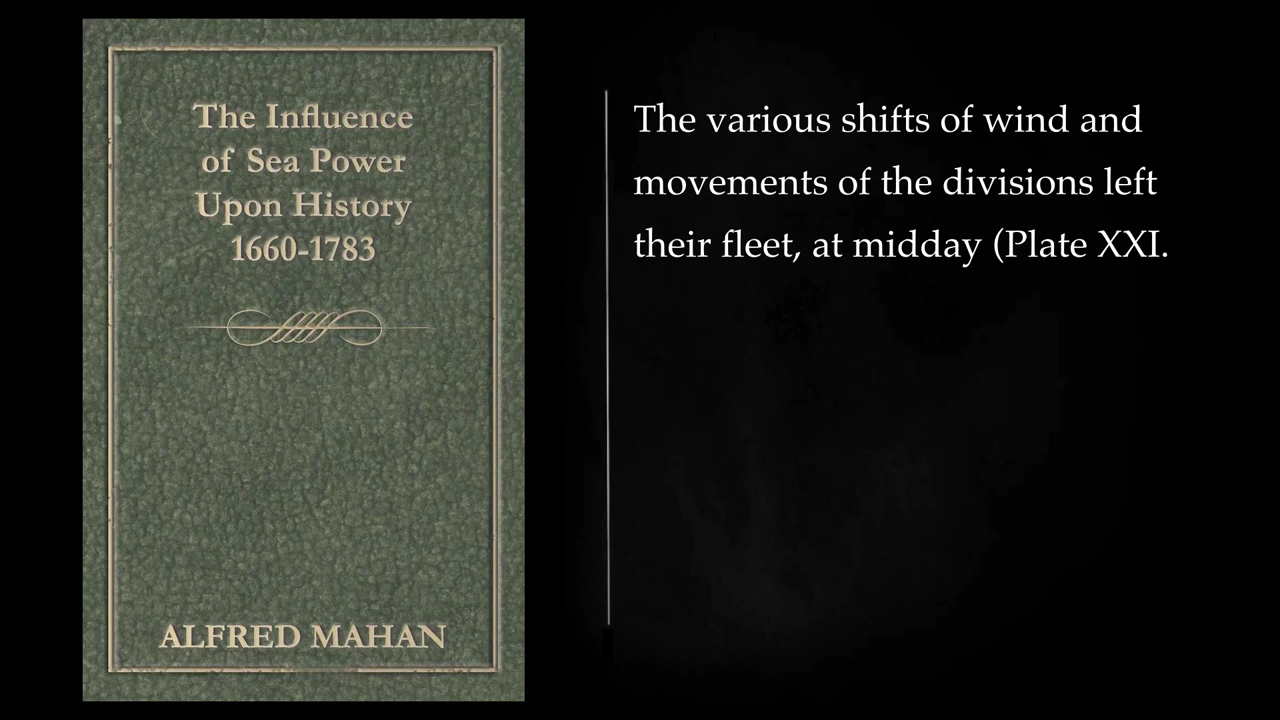 The Influence
of Sea Power
Upon History
1660-1783
ALFRED MAHAN
The various shifts of wind and
movements of the divisions left
their fleet, at midday (Plate XXI.